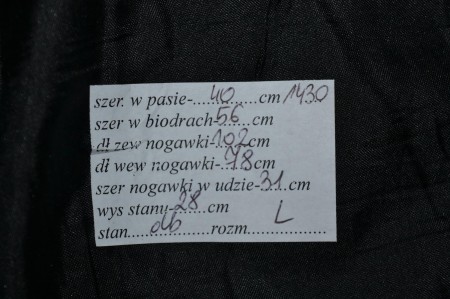 szer. w pasie-....40......cm 1430
szer w biodrach-56......cm
dł zew nogawki-102cm
dł wew nogawki-.78cm
szer nogawki w udzie-31.cm
wys stanu-28......cm
stan....db..........rozm......L.........